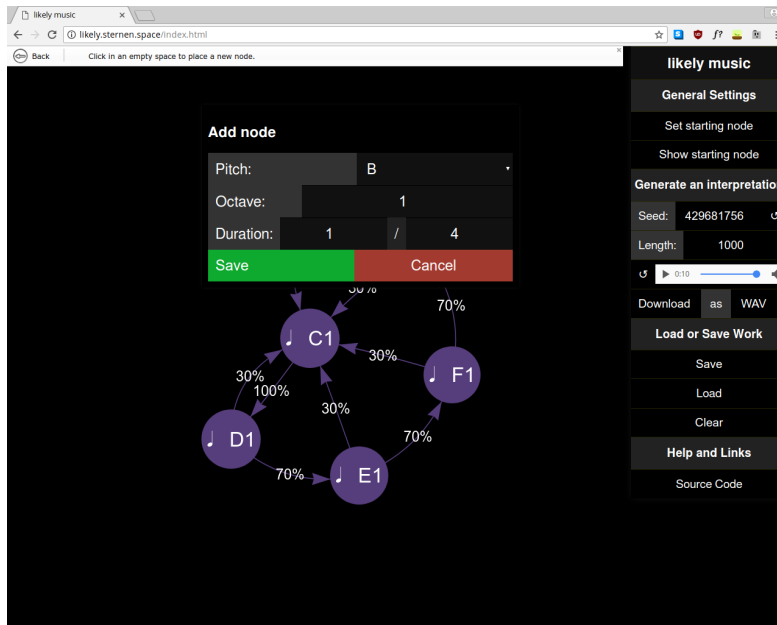 likely music
likely.sternen.space/index.html
Back
Click in an empty space to place a new node.
Add node
Pitch: B
Octave: 1
Duration: 1 / 4
Save Cancel
30%
70%
♩ C1
30%
♩ F1
30%
100%
30%
70%
♩ D1
70%
♩ E1
likely music
General Settings
Set starting node
Show starting node
Generate an interpretation
Seed: 429681756
Length: 1000
0:10
Download as WAV
Load or Save Work
Save
Load
Clear
Help and Links
Source Code